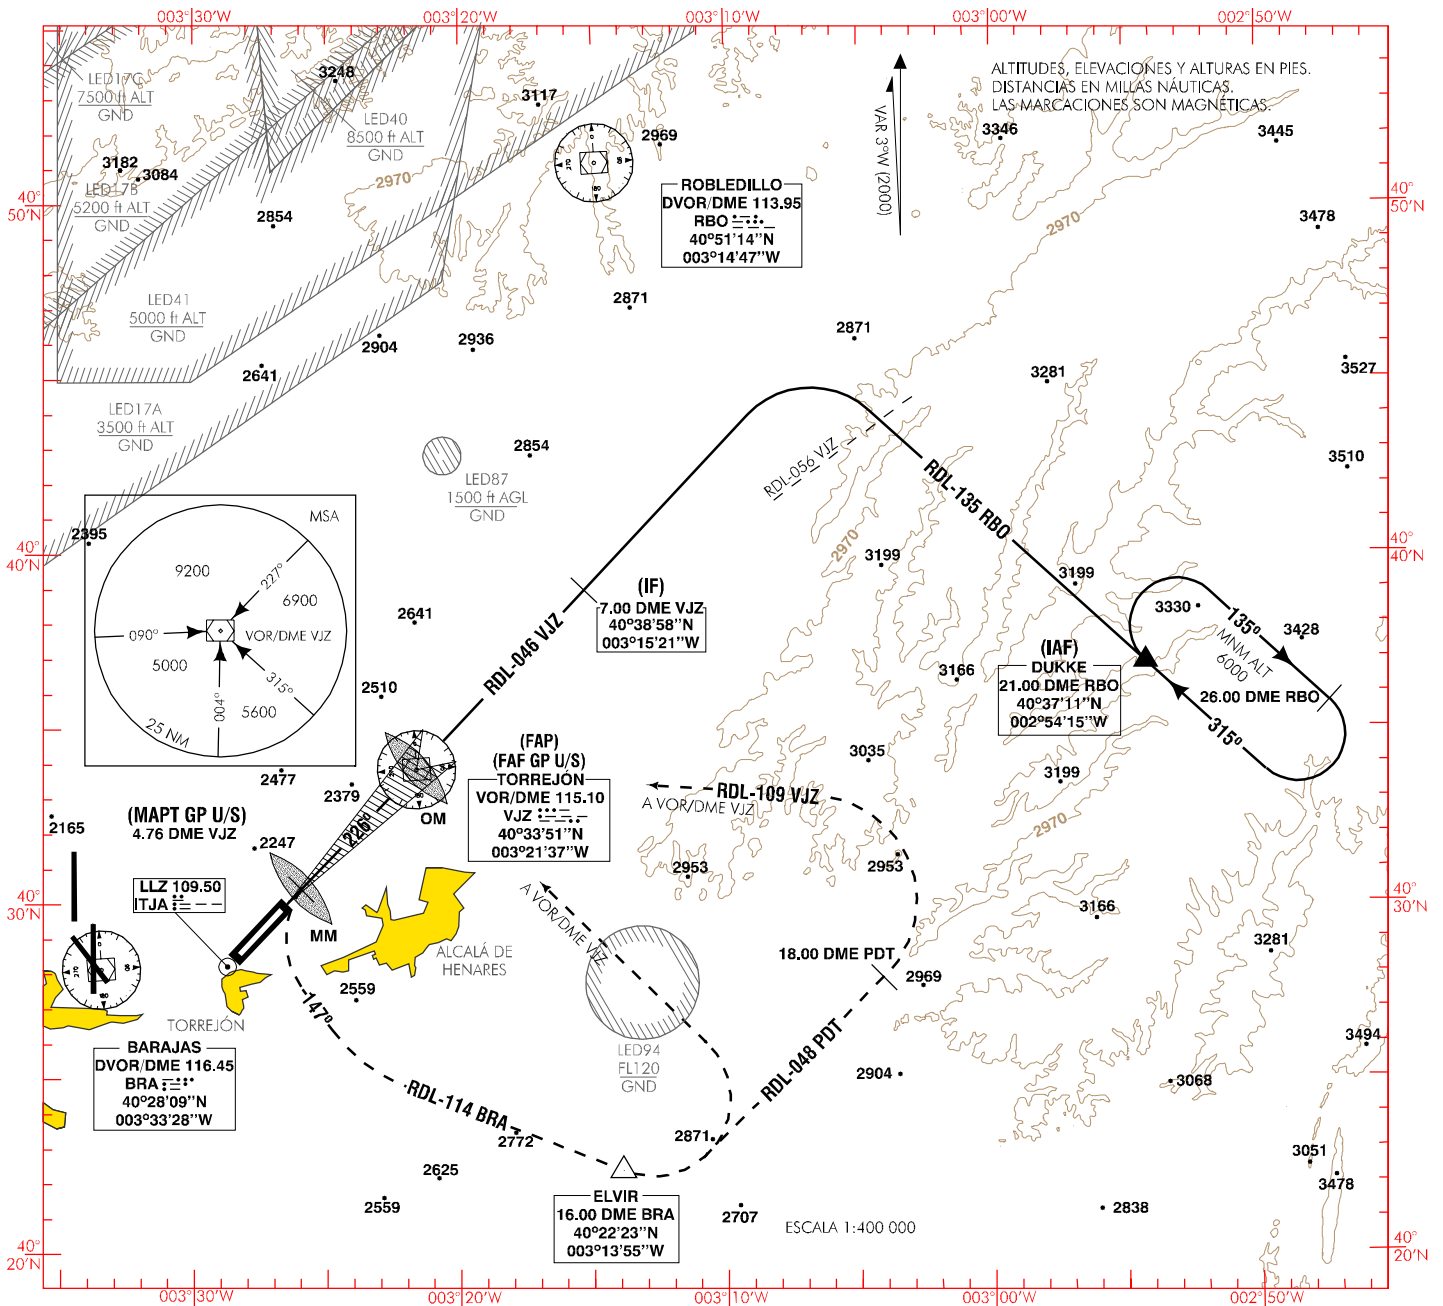 003°30'W
003°20'W
003°10'W
003°00'W
002°50'W
ALTITUDES, ELEVACIONES Y ALTURAS EN PIES.
DISTANCIAS EN MILLAS NÁUTICAS.
LAS MARCACIONES SON MAGNÉTICAS.
VAR 3°W (2000)
LED17C
7500 ft ALT
GND
3248
LED40
8500 ft ALT
GND
3117
2969
3346
3445
3182
3084
LED17B
5200 ft ALT
GND
2970
2854
40°
50'N
ROBLEDILLO
DVOR/DME 113.95
RBO
40°51'14''N
003°14'47''W
2970
3478
40°
50'N
LED41
5000 ft ALT
GND
2871
2904
2936
2871
2641
3281
3527
LED17A
3500 ft ALT
GND
2854
LED87
1500 ft AGL
GND
RDL-056 VJZ
RDL-135 RBO
3510
2395
40°
40'N
2970
3199
3199
40°
40'N
MSA
9200
227°
6900
090°
VOR/DME VJZ
5000
004°
315°
5600
25 NM
2641
(IF)
7.00 DME VJZ
40°38'58''N
003°15'21''W
RDL-046 VJZ
2510
3330
135°
MNM ALT
6000
3428
26.00 DME RBO
315°
3166
(IAF)
DUKKE
21.00 DME RBO
40°37'11''N
002°54'15''W
2477
2379
(FAP)
(FAF GP U/S)
TORREJÓN
VOR/DME 115.10
VJZ
40°33'51''N
003°21'37''W
3035
3199
2970
RDL-109 VJZ
A VOR/DME VJZ
(MAPT GP U/S)
4.76 DME VJZ
OM
226°
2165
2247
2953
2953
LLZ 109.50
ITJA
MM
40°
30'N
3166
40°
30'N
A VOR/DME VJZ
ALCALÁ DE
HENARES
18.00 DME PDT
2969
3281
2559
147°
TORREJÓN
LED94
FL120
GND
RDL-048 PDT
2904
3494
3068
BARAJAS
DVOR/DME 116.45
BRA
40°28'09''N
003°33'28''W
RDL-114 BRA
2772
2871
3051
3478
2625
2559
ELVIR
16.00 DME BRA
40°22'23''N
003°13'55''W
2707
ESCALA 1:400 000
2838
40°
20'N
40°
20'N
003°30'W
003°20'W
003°10'W
003°00'W
002°50'W